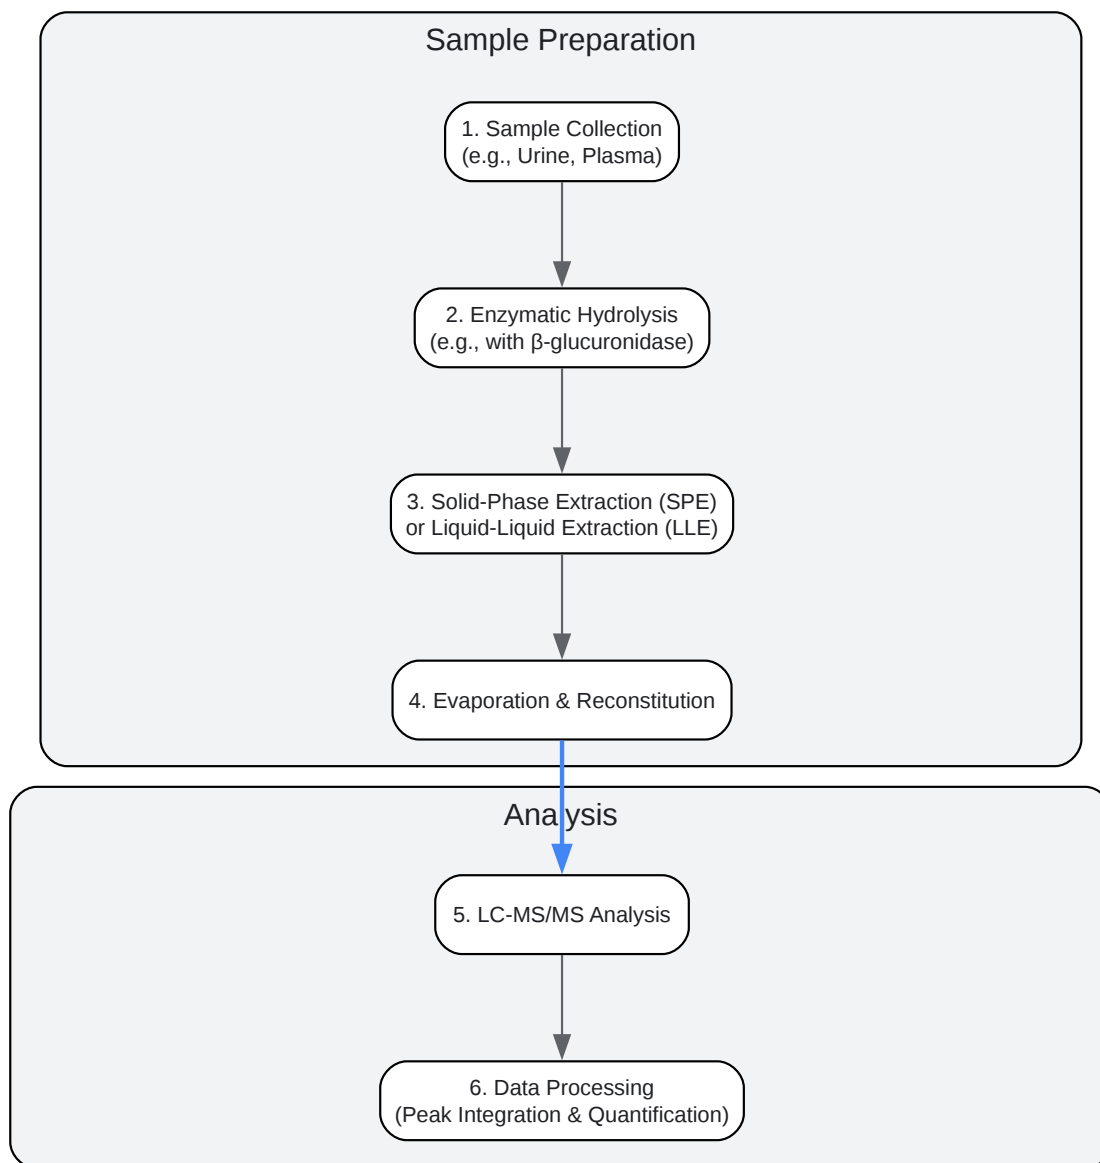 Sample Preparation
1. Sample Collection
(e.g., Urine, Plasma)
2. Enzymatic Hydrolysis
(e.g., with β-glucuronidase)
3. Solid-Phase Extraction (SPE)
or Liquid-Liquid Extraction (LLE)
4. Evaporation & Reconstitution
Analysis
5. LC-MS/MS Analysis
6. Data Processing
(Peak Integration & Quantification)